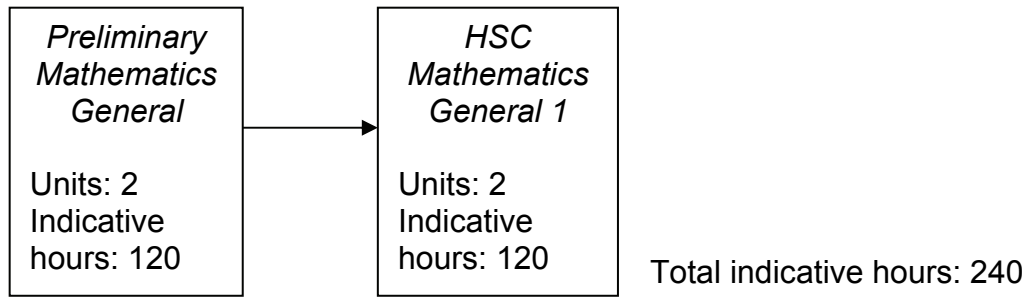 Preliminary
Mathematics
General
Units: 2
Indicative
hours: 120
HSC
Mathematics
General 1
Units: 2
Indicative
hours: 120
Total indicative hours: 240